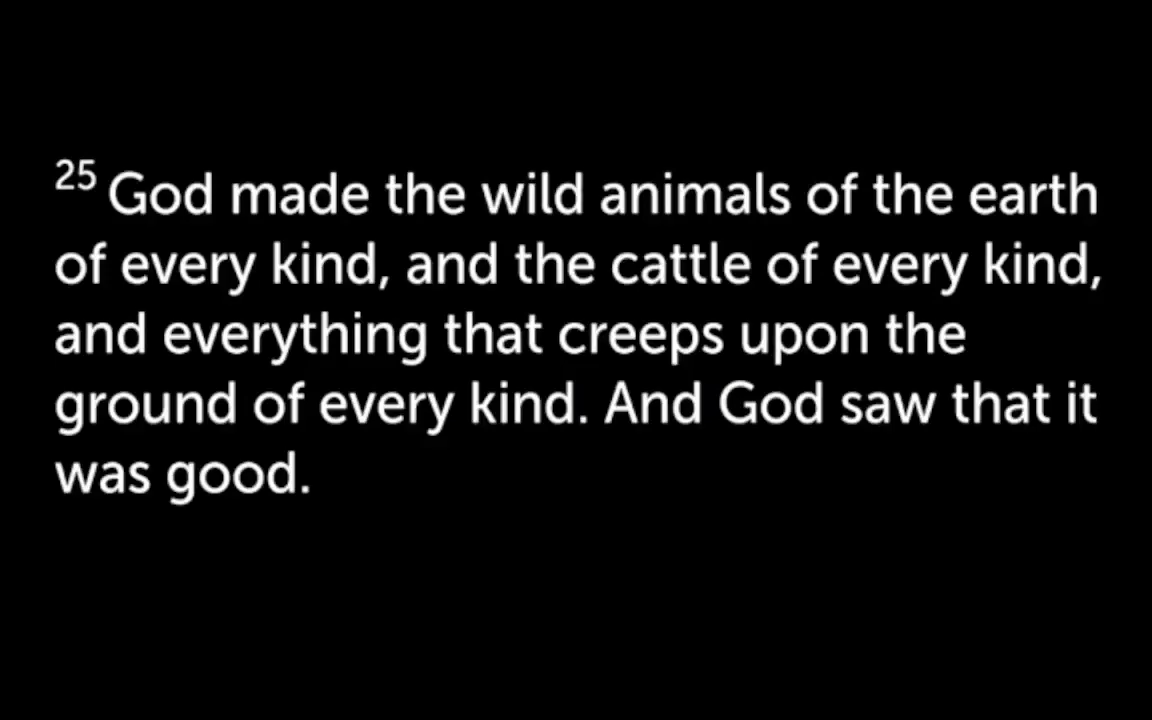 25 God made the wild animals of the earth
of every kind, and the cattle of every kind,
and everything that creeps upon the
ground of every kind. And God saw that it
was good.